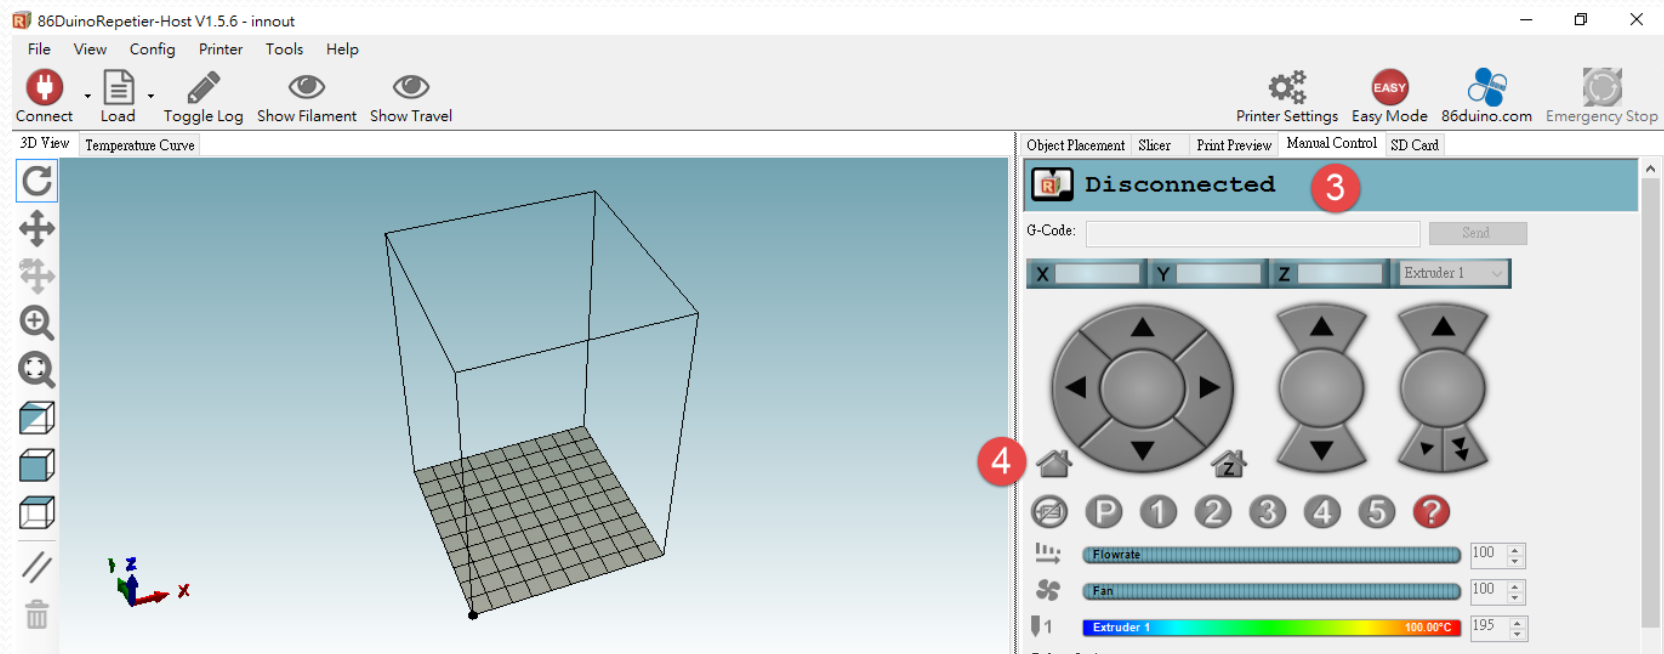 86DuinoRepetier-Host V1.5.6 - innout
File View Config Printer Tools Help
Connect Load Toggle Log Show Filament Show Travel
EASY
Printer Settings Easy Mode 86duino.com Emergency Stop
3D View Temperature Curve
Object Placement Slicer Print Preview Manual Control SD Card
R Disconnected 3
G-Code: Send
X Y Z Extruder 1
4 Z
P 1 2 3 4 5 ?
Flowrate 100
Fan 100
1 Extruder 1 100.00°C 195
Y Z X